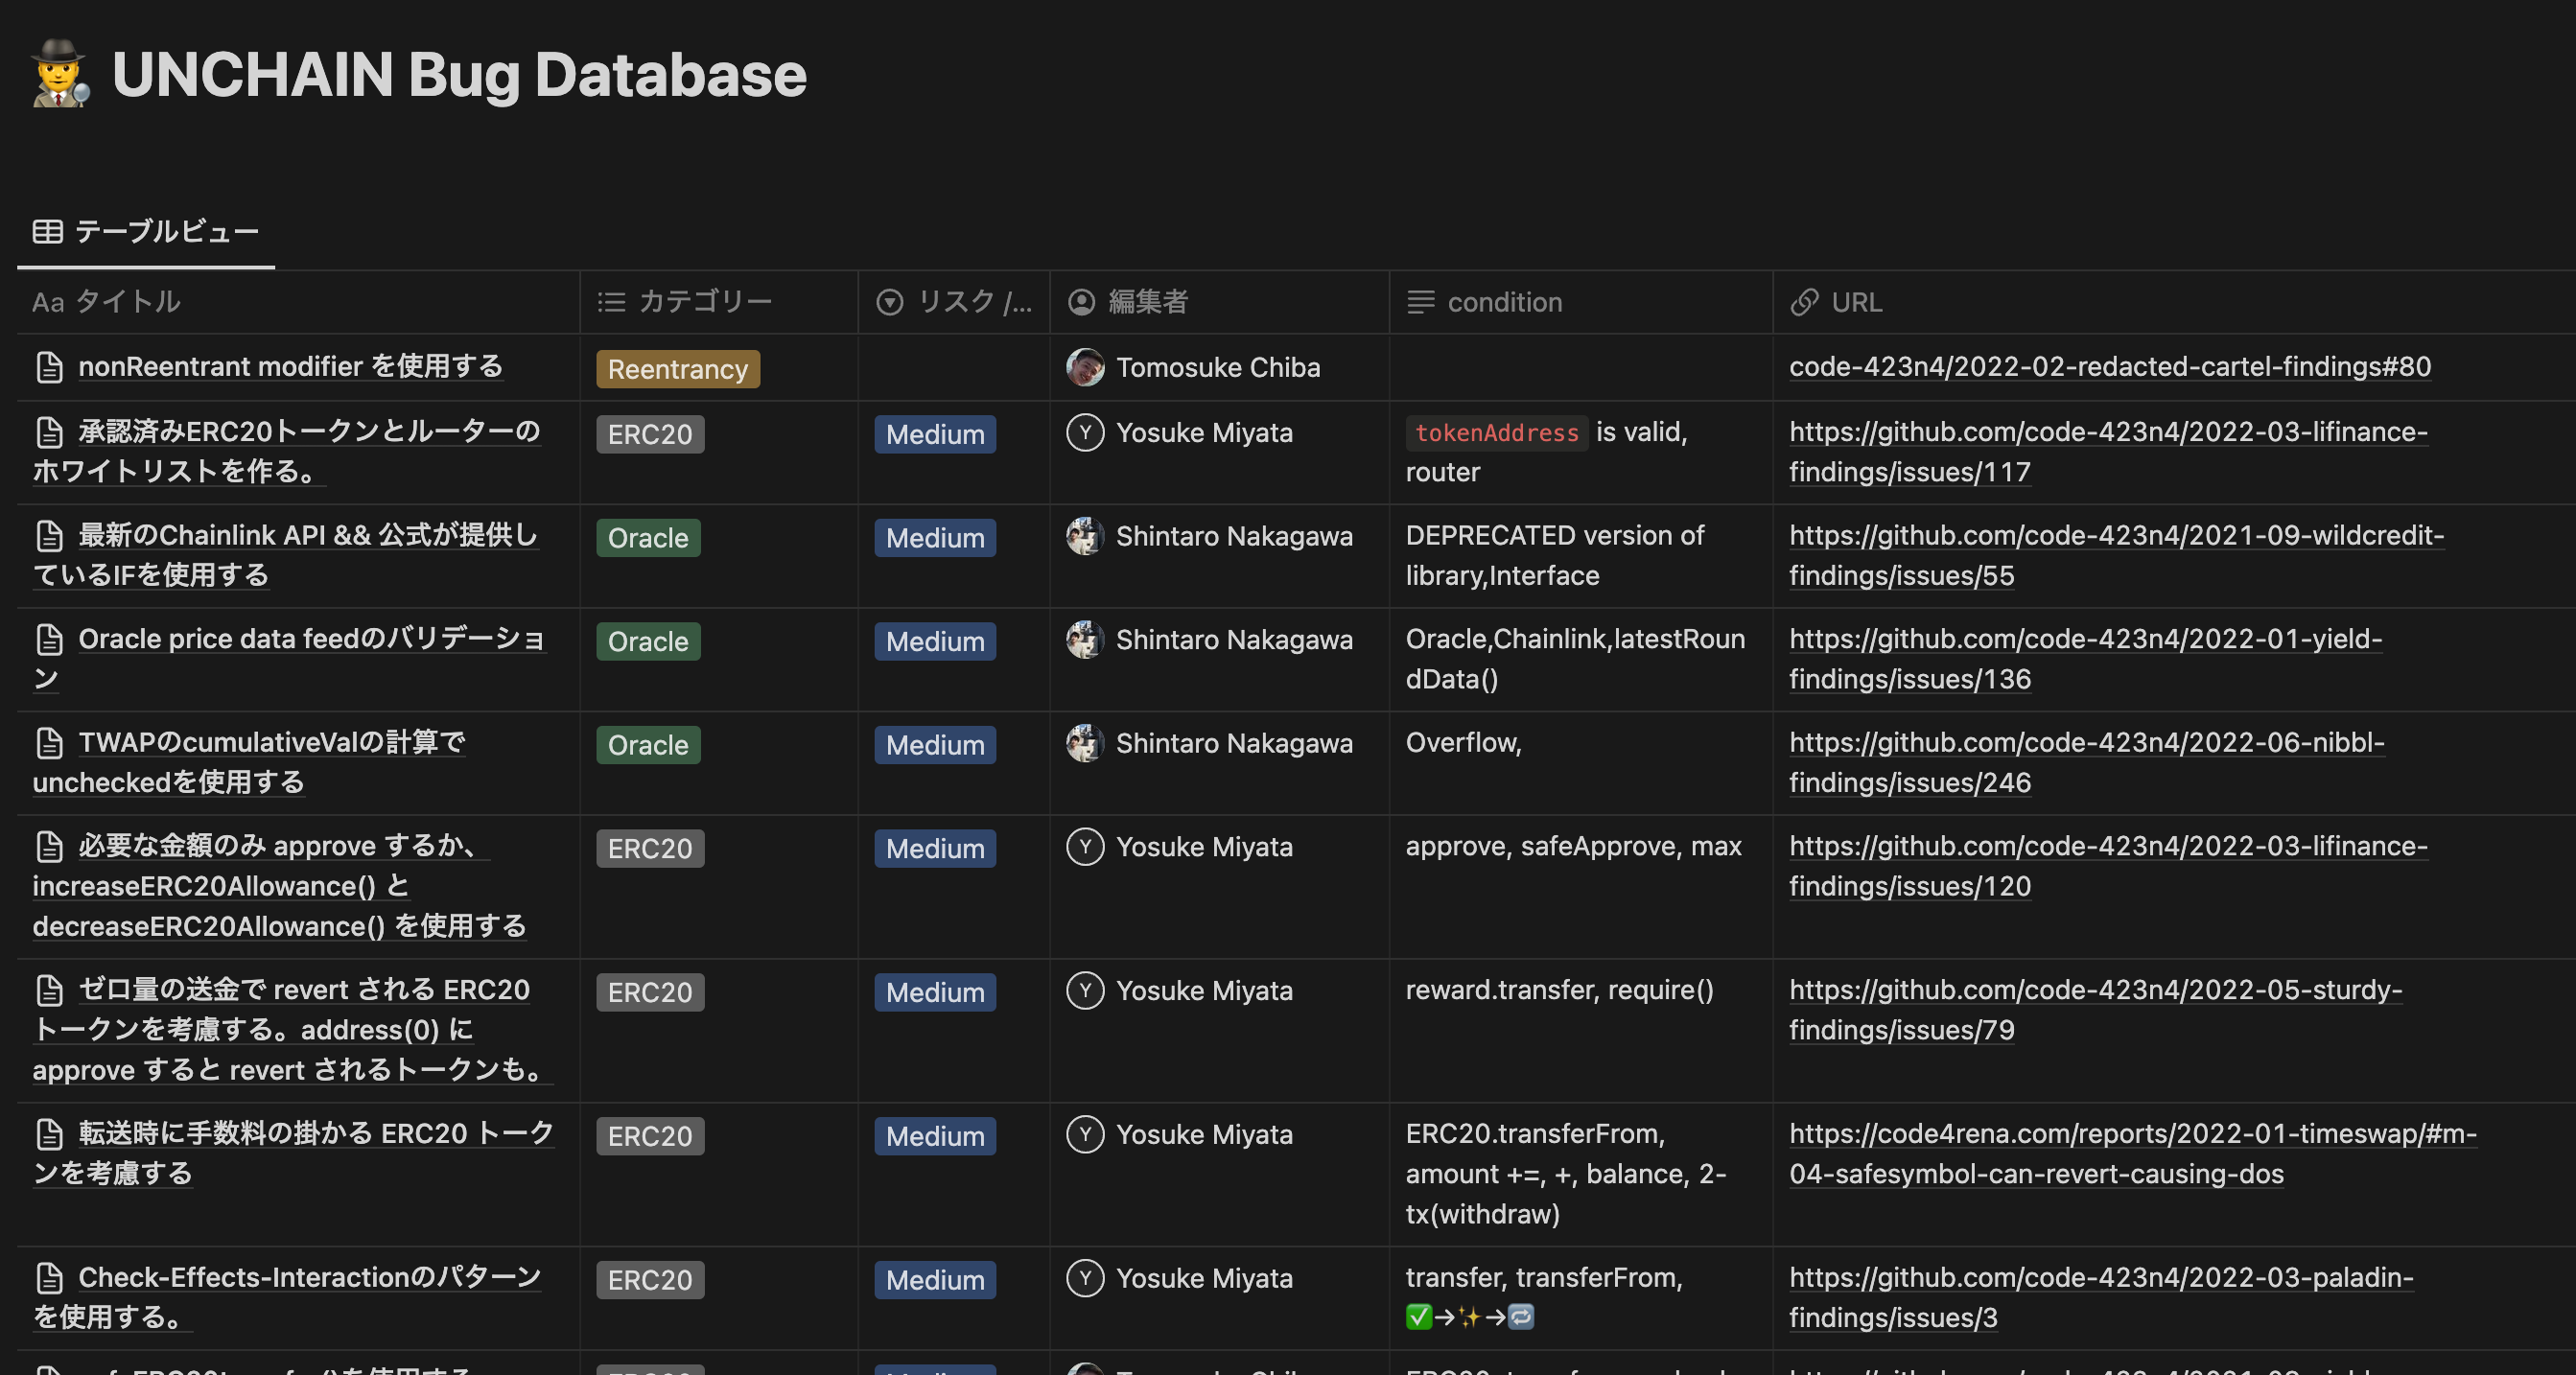 UNCHAIN Bug Database
テーブルビュー
Aa タイトル
カテゴリー
リスク /...
編集者
condition
URL
nonReentrant modifier を使用する
Reentrancy
Tomosuke Chiba
code-423n4/2022-02-redacted-cartel-findings#80
承認済みERC20トークンとルーターの
ホワイトリストを作る。
ERC20
Medium
Y Yosuke Miyata
tokenAddress is valid,
router
https://github.com/code-423n4/2022-03-lifinance-
findings/issues/117
最新のChainlink API && 公式が提供し
ているIFを使用する
Oracle
Medium
Shintaro Nakagawa
DEPRECATED version of
library,Interface
https://github.com/code-423n4/2021-09-wildcredit-
findings/issues/55
Oracle price data feedのバリデーショ
ン
Oracle
Medium
Shintaro Nakagawa
Oracle,Chainlink,latestRoun
dData()
https://github.com/code-423n4/2022-01-yield-
findings/issues/136
TWAPのcumulativeValの計算で
uncheckedを使用する
Oracle
Medium
Shintaro Nakagawa
Overflow,
https://github.com/code-423n4/2022-06-nibbl-
findings/issues/246
必要な金額のみ approve するか、
increaseERC20Allowance() と
decreaseERC20Allowance() を使用する
ERC20
Medium
Y Yosuke Miyata
approve, safeApprove, max
https://github.com/code-423n4/2022-03-lifinance-
findings/issues/120
ゼロ量の送金で revert される ERC20
トークンを考慮する。address(0) に
approve すると revert されるトークンも。
ERC20
Medium
Y Yosuke Miyata
reward.transfer, require()
https://github.com/code-423n4/2022-05-sturdy-
findings/issues/79
転送時に手数料の掛かる ERC20 トーク
ンを考慮する
ERC20
Medium
Y Yosuke Miyata
ERC20.transferFrom,
amount +=, +, balance, 2-
tx(withdraw)
https://code4rena.com/reports/2022-01-timeswap/#m-
04-safesymbol-can-revert-causing-dos
Check-Effects-Interactionのパターン
を使用する。
ERC20
Medium
Y Yosuke Miyata
transfer, transferFrom,
✅→✨→🔁
https://github.com/code-423n4/2022-03-paladin-
findings/issues/3